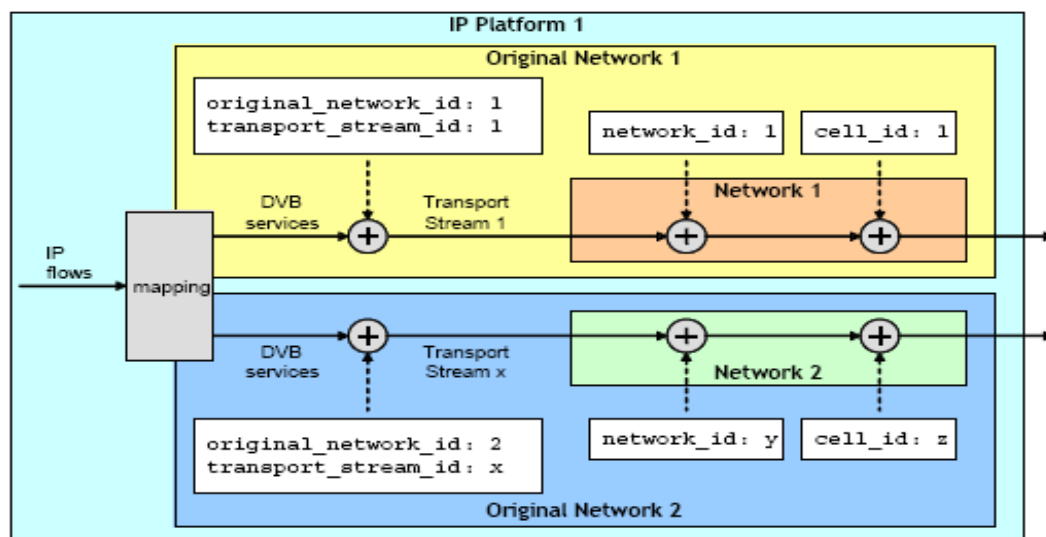 IP Platform 1
Original Network 1
original_network_id: 1
transport_stream_id: 1
network_id: 1
cell_id: 1
Network 1
DVB
services
Transport
Stream 1
IP
flows
mapping
DVB
services
Transport
Stream x
Network 2
original_network_id: 2
transport_stream_id: x
network_id: y
cell_id: z
Original Network 2